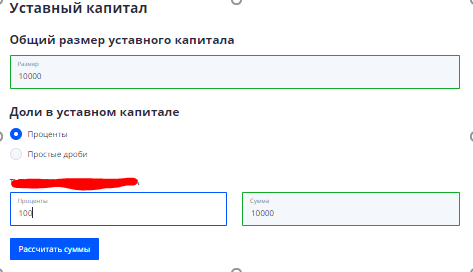 Уставный капитал
Общий размер уставного капитала
Размер
10000
Доли в уставном капитале
Проценты
Простые дроби
Проценты
100
Сумма
10000
Рассчитать суммы